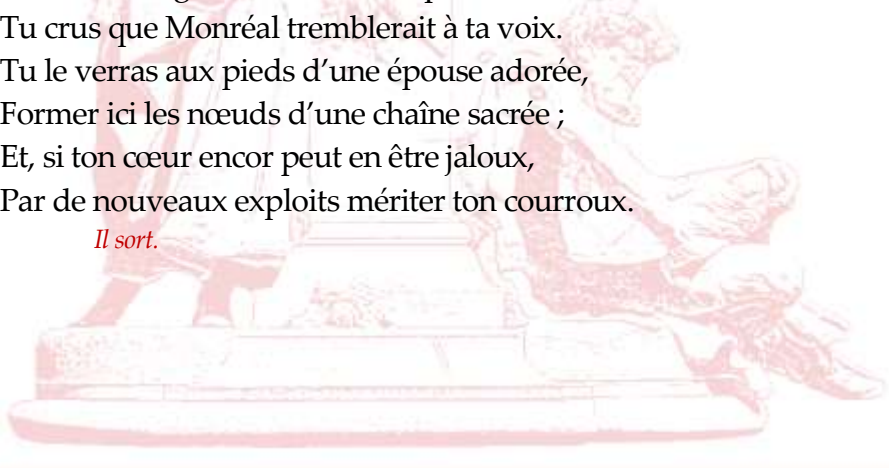 Tu crus que Monréal tremblerait à ta voix.
Tu le verras aux pieds d’une épouse adorée,
Former ici les nœuds d’une chaîne sacrée ;
Et, si ton cœur encor peut en être jaloux,
Par de nouveaux exploits mériter ton courroux.
Il sort.